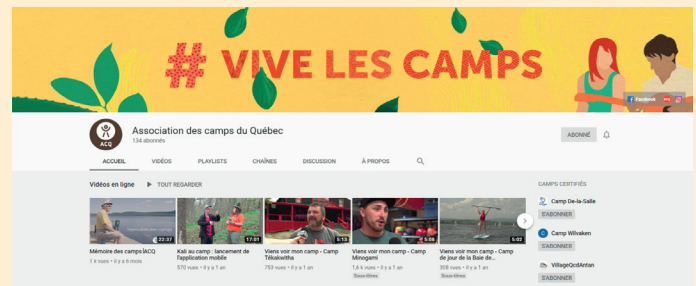 # VIVE LES CAMPS
Facebook
ACQ
Association des camps du Québec
134 abonnés
ABONNÉ
ACCUEIL VIDÉOS PLAYLISTS CHAÎNES DISCUSSION À PROPOS
Vidéos en ligne TOUT REGARDER
22:37
17:01
5:13
5:08
5:02
Mémoire des camps |ACQ
1 k vues • il y a 6 mois
Kali au camp : lancement de
l'application mobile
570 vues • il y a 1 an
Viens voir mon camp - Camp
Tékakwitha
753 vues • il y a 1 an
Viens voir mon camp - Camp
Minogami
1,6 k vues • il y a 1 an
Sous-titres
Viens voir mon camp - Camp
de jour de la Baie de...
308 vues • il y a 1 an
Sous-titres
CAMPS CERTIFIÉS
Camp De-la-Salle
S'ABONNER
Camp Wilvaken
S'ABONNER
VillageQcdAntan
S'ABONNER